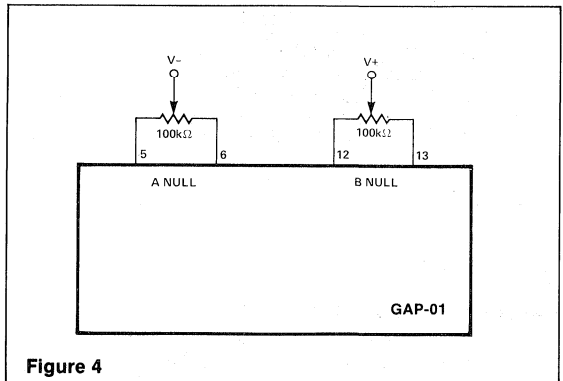 V- V+
100kΩ 100kΩ
5 6 12 13
A NULL B NULL
GAP-01
Figure 4